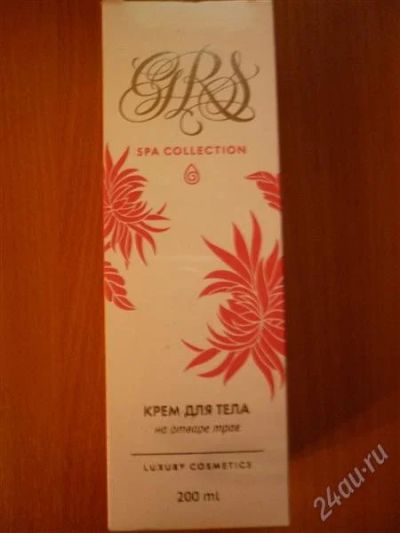 GRS
SPA COLLECTION
КРЕМ ДЛЯ ТЕЛА
на отваре трав
LUXURY COSMETICS
200 ml
24au.ru